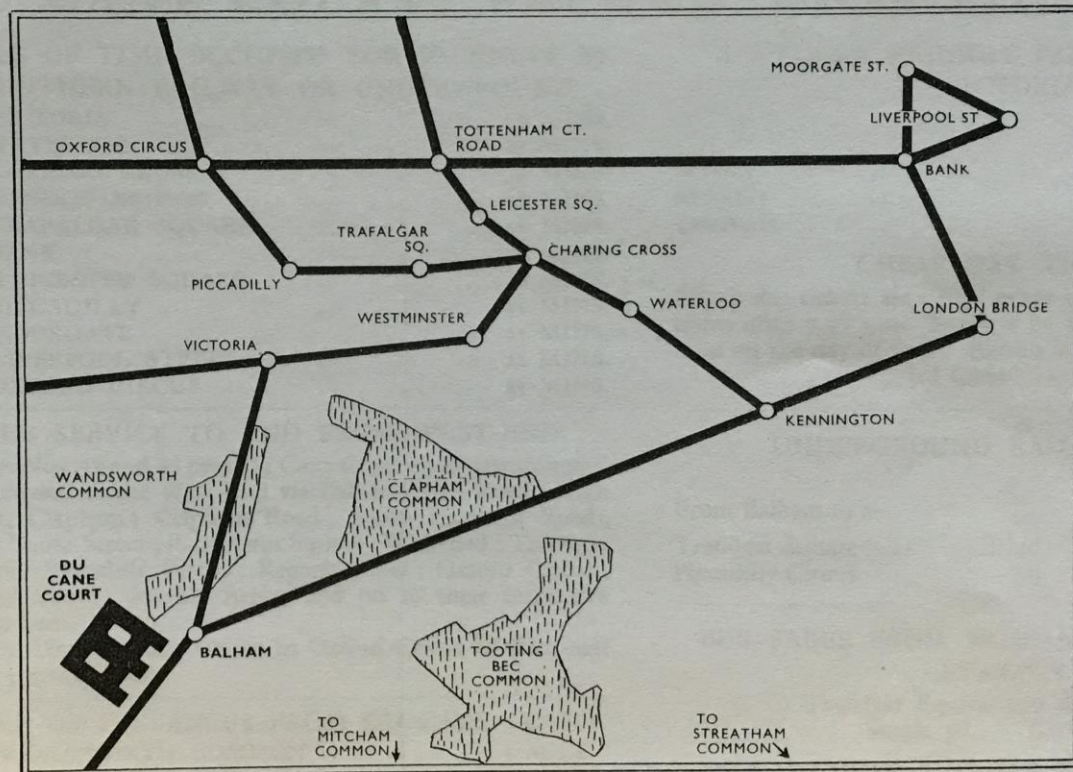 MOORGATE ST.
LIVERPOOL ST
OXFORD CIRCUS
TOTTENHAM CT.
ROAD
BANK
LEICESTER SQ.
TRAFALGAR
SQ.
CHARING CROSS
PICCADILLY
WATERLOO
LONDON BRIDGE
WESTMINSTER
VICTORIA
KENNINGTON
WANDSWORTH
COMMON
CLAPHAM
COMMON
DU
CANE
COURT
BALHAM
TOOTING
BEC
COMMON
TO
MITCHAM
COMMON
TO
STREATHAM
COMMON